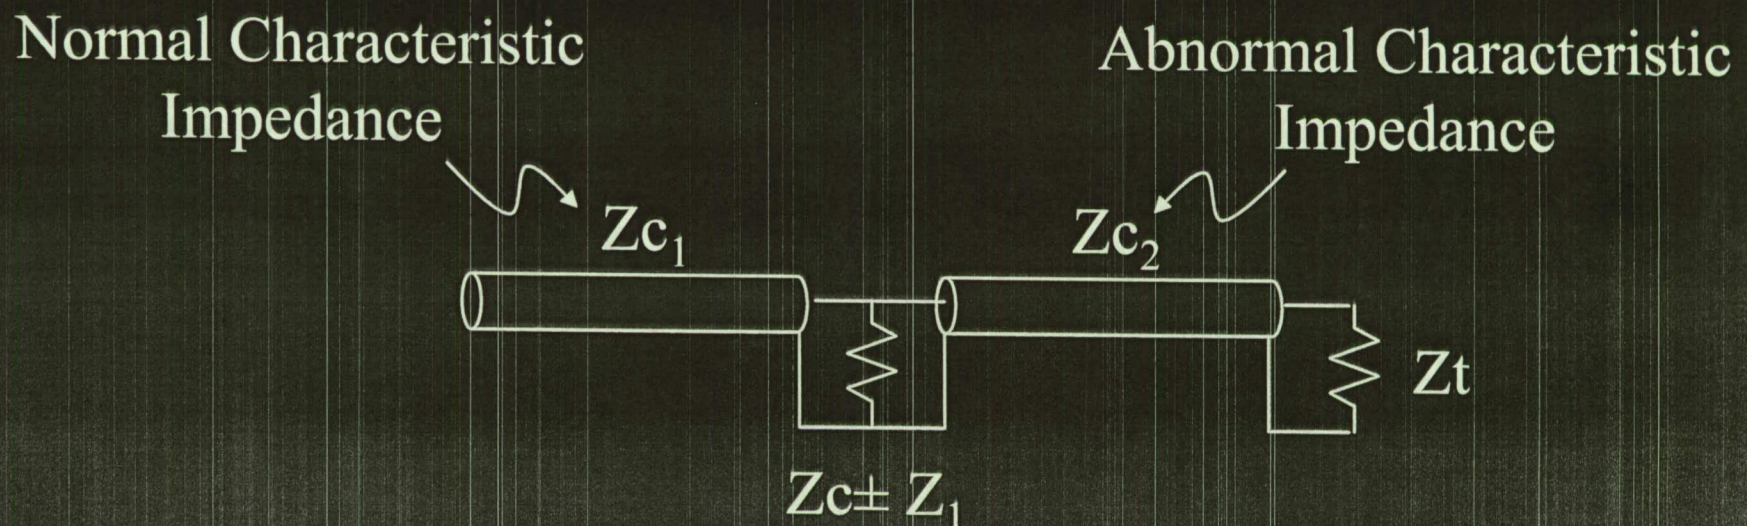 Normal Characteristic
Impedance
Abnormal Characteristic
Impedance
Zc₁
Zc₂
Zt
Zc± Z₁